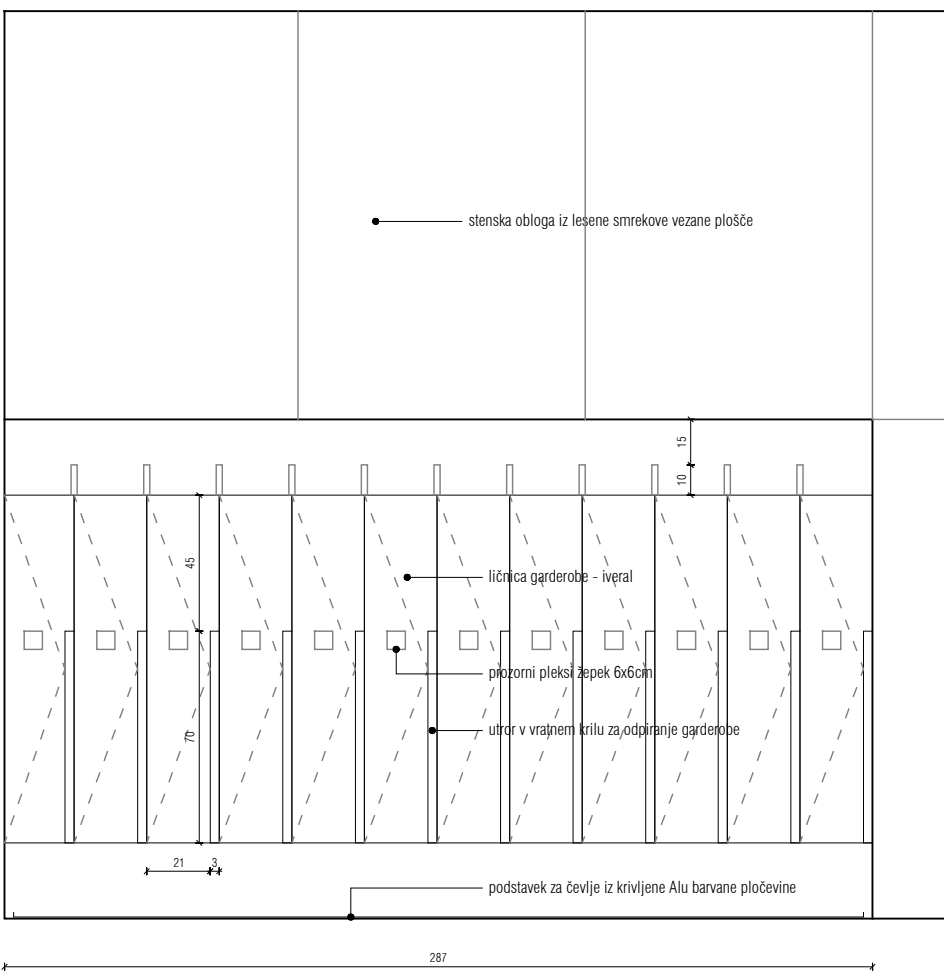 stenska obloga iz lesene smrekove vezane plošče
15
10
45
ličnica garderobe - iveral
prozorni pleksi žepek 6x6cm
utror v vratnem krilu za odpiranje garderobe
70
21
3
podstavek za čevlje iz krivljene Alu barvane pločevine
287